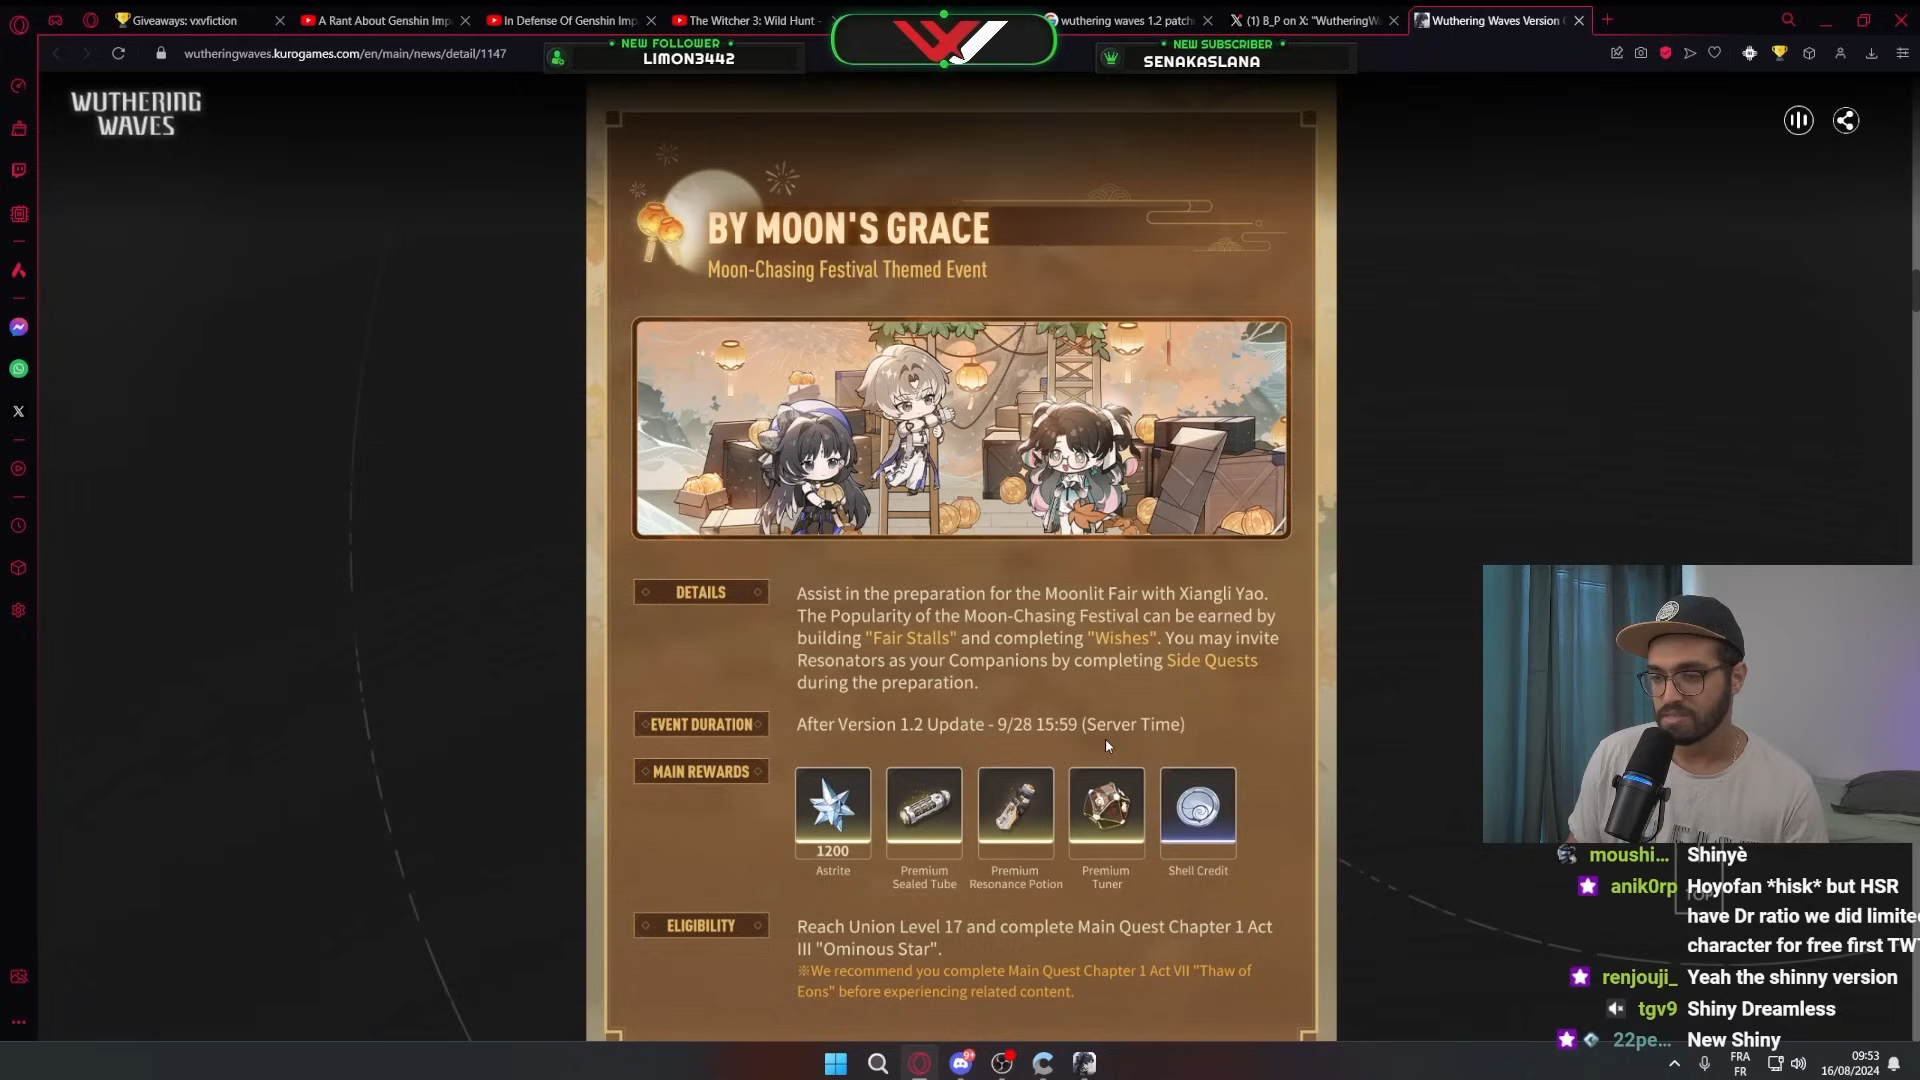 Giveaways: vxvfiction
A Rant About Genshin Imp
In Defense Of Genshin Imp
The Witcher 3: Wild Hunt -
wuthering waves 1.2 patch
(1) B_P on X: "WutheringW
Wuthering Waves Version
wutheringwaves.kurogames.com/en/main/news/detail/1147
NEW FOLLOWER
LIMON3442
NEW SUBSCRIBER
SENAKASLANA
WUTHERING
WAVES
BY MOON'S GRACE
Moon-Chasing Festival Themed Event
DETAILS
Assist in the preparation for the Moonlit Fair with Xiangli Yao.
The Popularity of the Moon-Chasing Festival can be earned by
building "Fair Stalls" and completing "Wishes". You may invite
Resonators as your Companions by completing Side Quests
during the preparation.
EVENT DURATION
After Version 1.2 Update - 9/28 15:59 (Server Time)
MAIN REWARDS
1200
Astrite
Premium
Sealed Tube
Premium
Resonance Potion
Premium
Tuner
Shell Credit
ELIGIBILITY
Reach Union Level 17 and complete Main Quest Chapter 1 Act
III "Ominous Star".
※We recommend you complete Main Quest Chapter 1 Act VII "Thaw of
Eons" before experiencing related content.
moushi... Shinyè
anik0rp Hoyofan *hisk* but HSR
have Dr ratio we did limite
character for free first TW
renjouji_ Yeah the shinny version
tgv9 Shiny Dreamless
22pe... New Shiny
TOP
9+
FRA
FR
09:53
16/08/2024